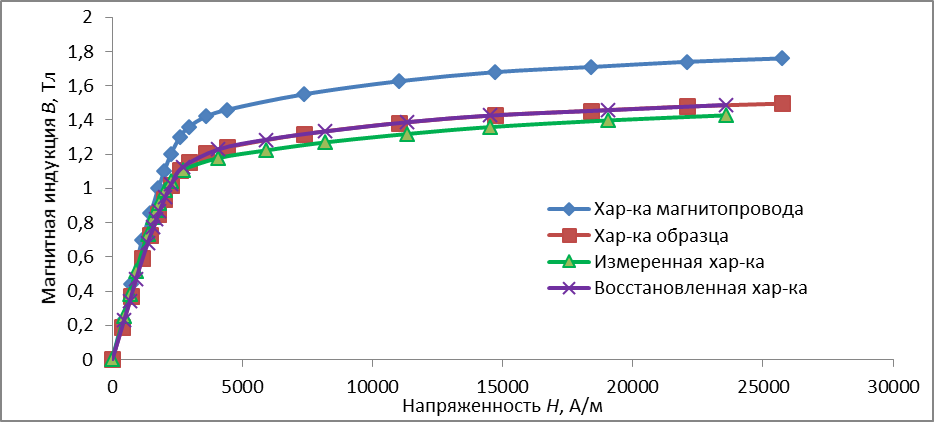 2
1,8
1,6
1,4
1,2
1
0,8
0,6
0,4
0,2
0
Магнитная индукция B, Тл
Хар-ка магнитопровода
Хар-ка образца
Измеренная хар-ка
Восстановленная хар-ка
0 5000 10000 15000 20000 25000 30000
Напряженность H, А/м